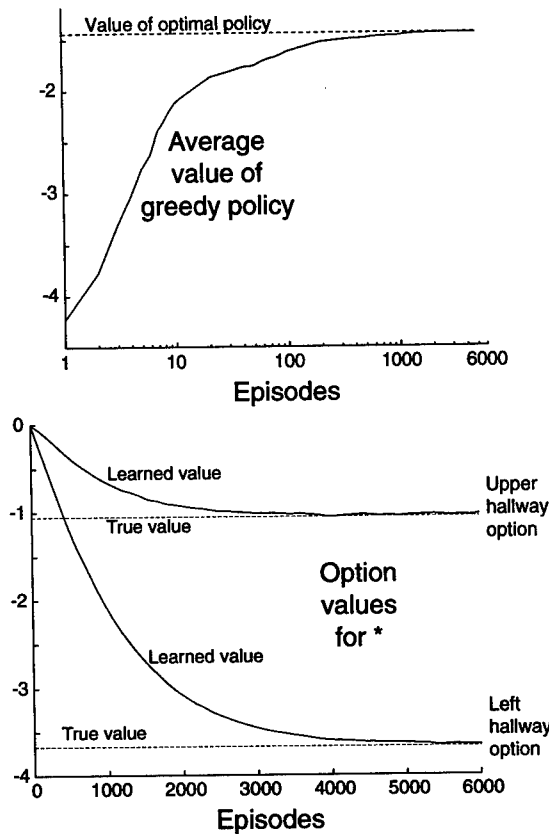 Value of optimal policy
-2
-3
-4
Average
value of
greedy policy
1
10
100
1000
6000
Episodes
0
-1
-2
-3
-4
Learned value
True value
Upper
hallway
option
Option
values
for *
Learned value
True value
Left
hallway
option
0
1000
2000
3000
4000
5000
6000
Episodes